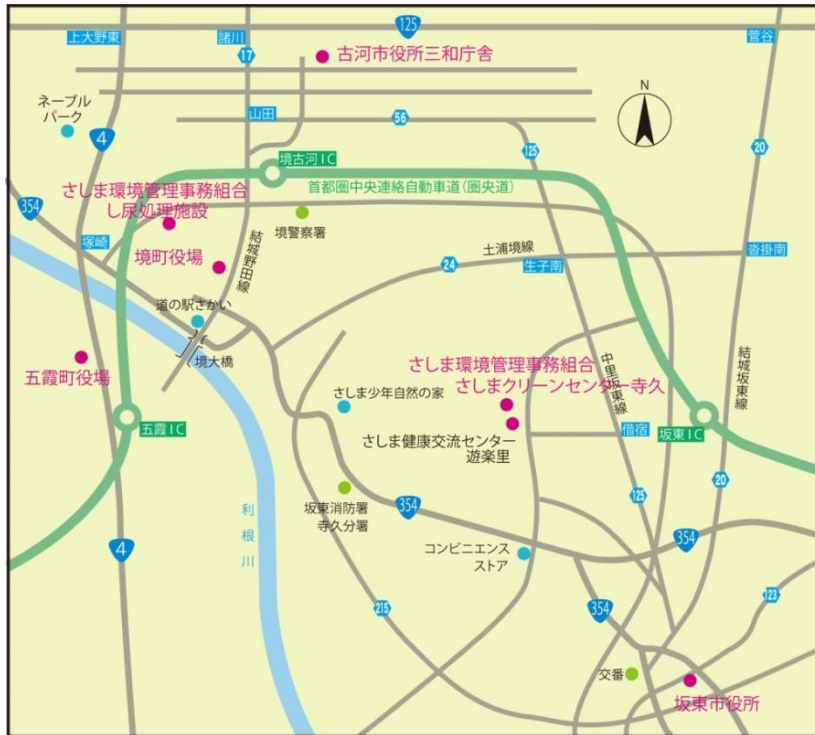 125
上大野東
諸川
菅谷
17
古河市役所三和庁舎
ネーブル
パーク
山田
56
N
4
125
20
境古河IC
354
さしま環境管理事務組合
し尿処理施設
首都圏中央連絡自動車道(圏央道)
境警察署
塚崎
境町役場
結城野田線
土浦境線
24
生子南
沓掛南
道の駅さかい
境大橋
五霞町役場
さしま環境管理事務組合
さしまクリーンセンター寺久
中里坂東線
結城坂東線
さしま少年自然の家
五霞IC
さしま健康交流センター
遊楽里
借宿
坂東IC
20
坂東消防署
寺久分署
354
125
利根川
4
コンビニエンス
ストア
354
215
354
123
交番
坂東市役所